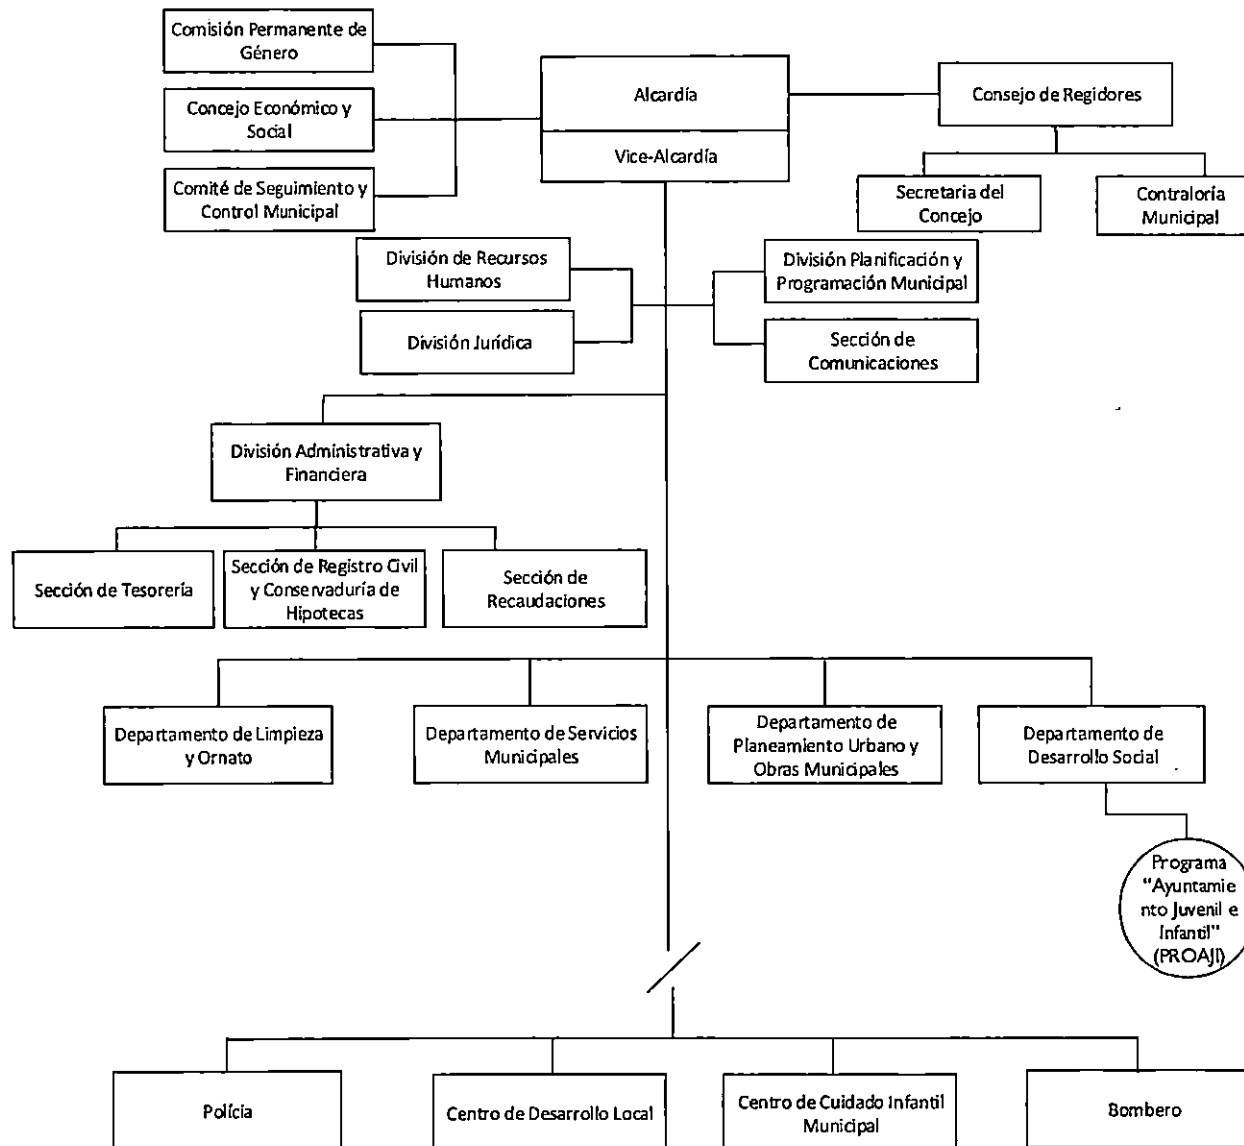 Comisión Permanente de
Género
Concejo Económico y
Social
Comité de Seguimiento y
Control Municipal
Alcardía
Vice-Alcardía
Consejo de Regidores
Secretaria del
Concejo
Contraloría
Municipal
División de Recursos
Humanos
División Jurídica
División Planificación y
Programación Municipal
Sección de
Comunicaciones
División Administrativa y
Financiera
Sección de Tesorería
Sección de Registro Civil
y Conservaduría de
Hipotecas
Sección de
Recaudaciones
Departamento de Limpieza
y Ornato
Departamento de Servicios
Municipales
Departamento de
Planeamiento Urbano y
Obras Municipales
Departamento de
Desarrollo Social
Programa
"Ayuntamie
nto Juvenil e
Infantil"
(PROAJI)
Polícia
Centro de Desarrollo Local
Centro de Cuidado Infantil
Municipal
Bombero